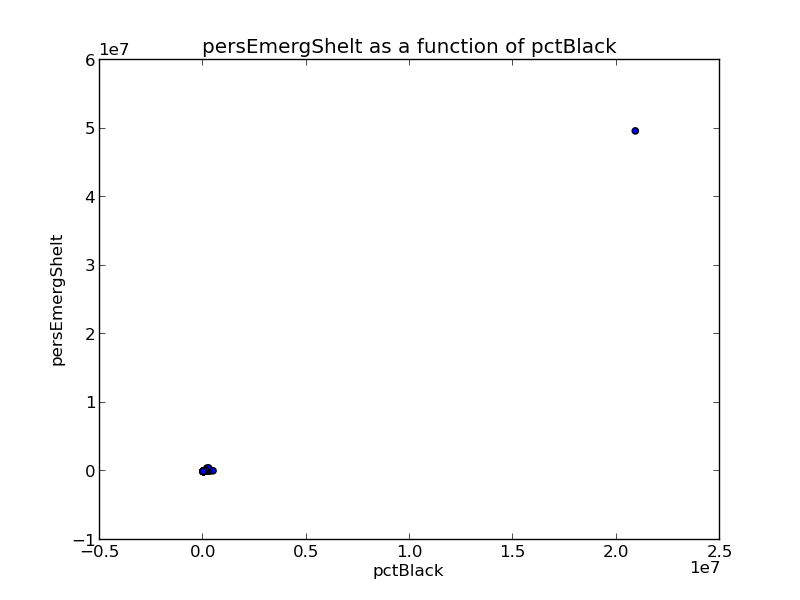 persEmergShelt as a function of pctBlack
1e7
6
5
4
3
2
1
0
−1
persEmergShelt
−0.5 0.0 0.5 1.0 1.5 2.0 2.5
1e7
pctBlack